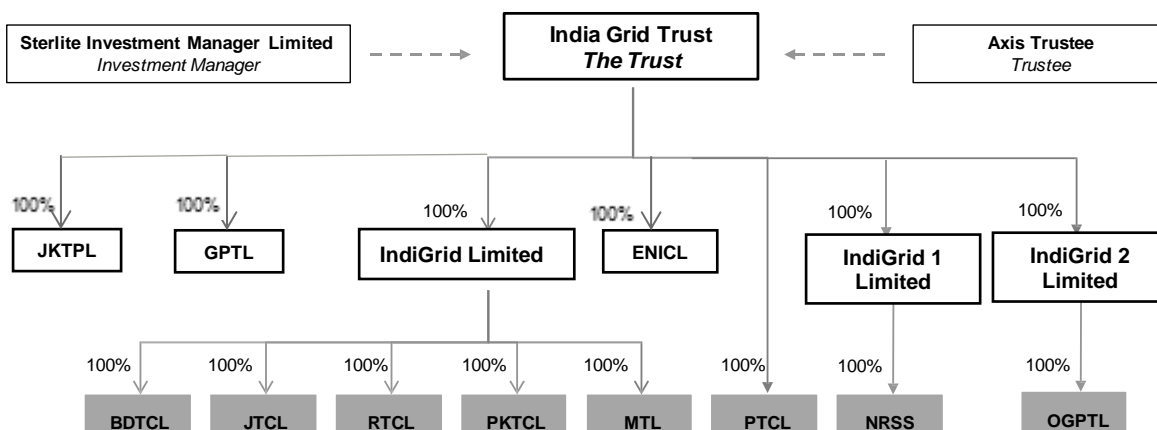 Sterlite Investment Manager Limited
Investment Manager
India Grid Trust
The Trust
Axis Trustee
Trustee
100%
100%
100%
100%
100%
100%
JKTPL
GPTL
IndiGrid Limited
ENICL
IndiGrid 1
Limited
IndiGrid 2
Limited
100%
100%
100%
100%
100%
100%
100%
100%
BDTCL
JTCL
RTCL
PKTCL
MTL
PTCL
NRSS
OGPTL